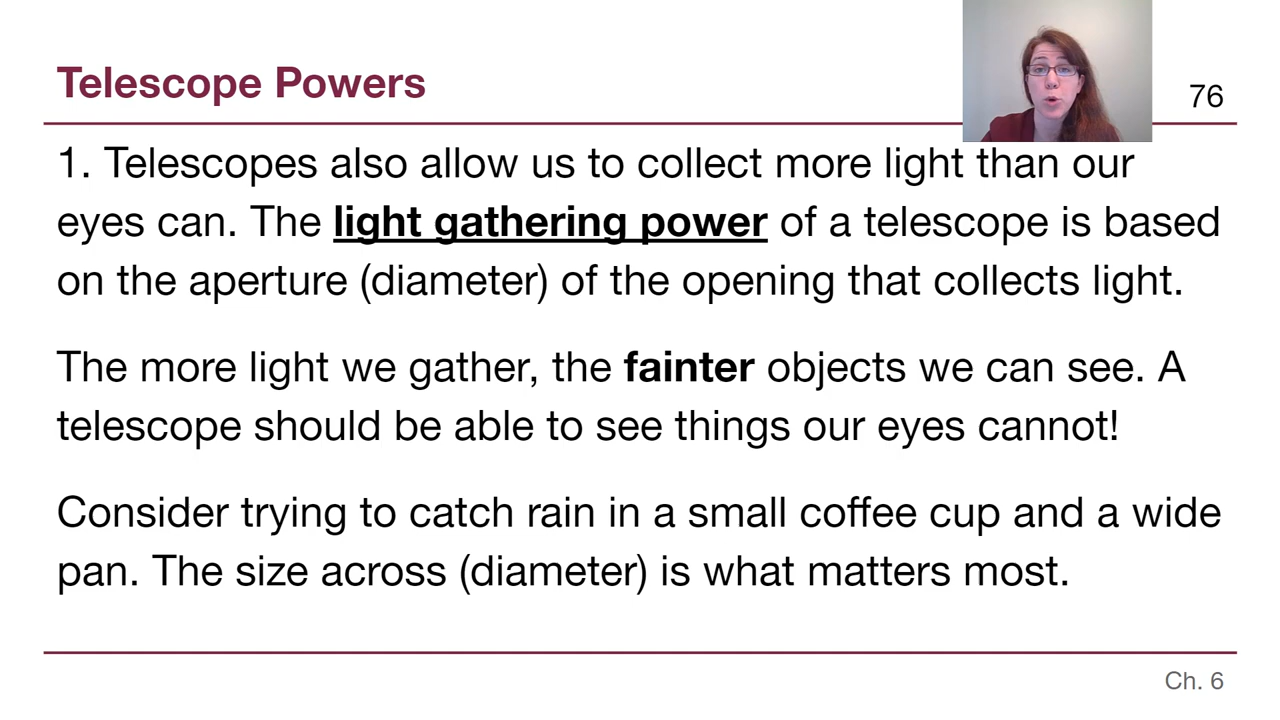 Telescope Powers
76
1. Telescopes also allow us to collect more light than our
eyes can. The light gathering power of a telescope is based
on the aperture (diameter) of the opening that collects light.
The more light we gather, the fainter objects we can see. A
telescope should be able to see things our eyes cannot!
Consider trying to catch rain in a small coffee cup and a wide
pan. The size across (diameter) is what matters most.
Ch. 6